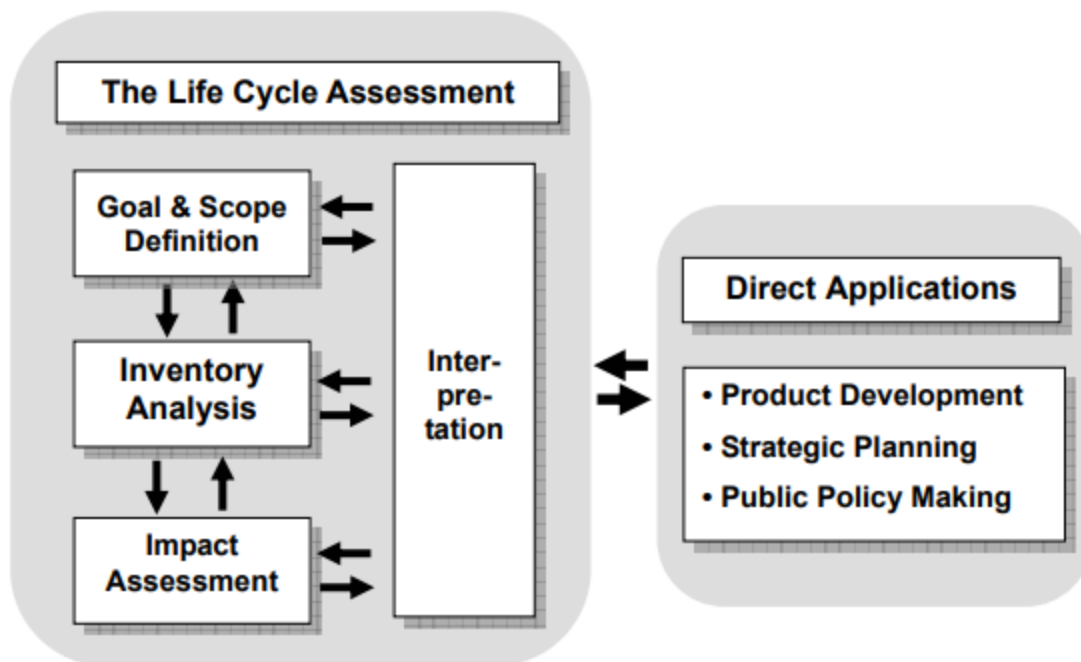 The Life Cycle Assessment
Goal & Scope
Definition
Inventory
Analysis
Impact
Assessment
Inter-
pre-
tation
Direct Applications
• Product Development
• Strategic Planning
• Public Policy Making